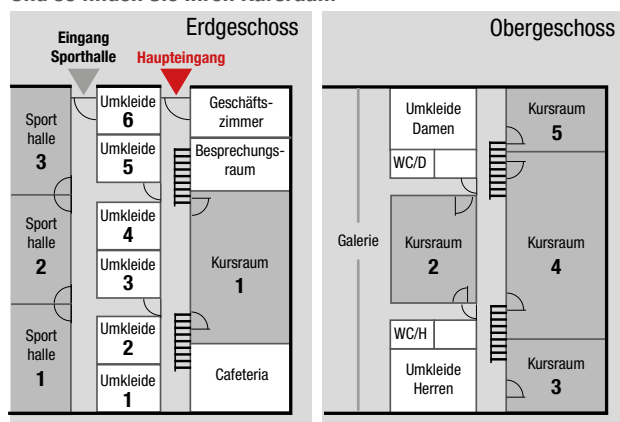 Erdgeschoss
Eingang
Sporthalle
Haupteingang
Sport
halle
3
Sport
halle
2
Sport
halle
1
Umkleide
6
Umkleide
5
Umkleide
4
Umkleide
3
Umkleide
2
Umkleide
1
Geschäfts-
zimmer
Besprechungs-
raum
Kursraum
1
Cafeteria
Obergeschoss
Galerie
Umkleide
Damen
WC/D
Kursraum
2
WC/H
Umkleide
Herren
Kursraum
5
Kursraum
4
Kursraum
3